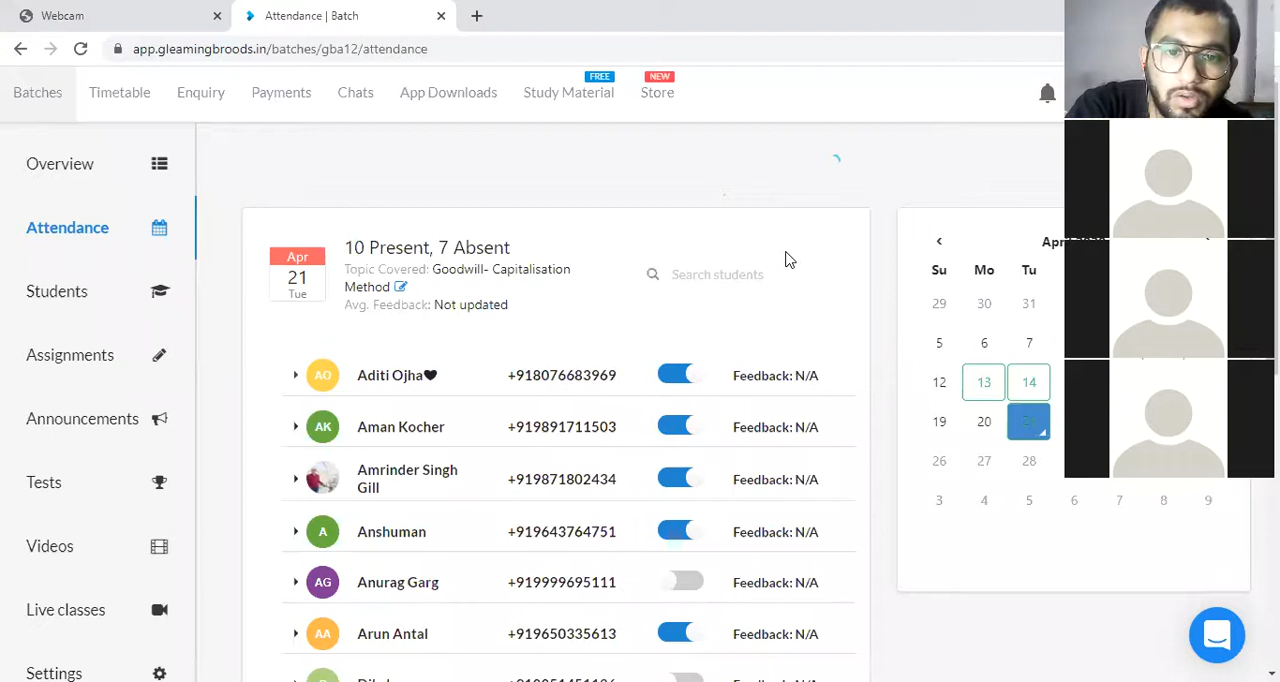 Webcam
Attendance | Batch
app.gleamingbroods.in/batches/gba12/attendance
Batches Timetable Enquiry Payments Chats App Downloads FREE Study Material NEW Store
Overview
Attendance
Students
Assignments
Announcements
Tests
Videos
Live classes
Settings
Apr
21
Tue
10 Present, 7 Absent
Topic Covered: Goodwill- Capitalisation
Method
Avg. Feedback: Not updated
Search students
AO Aditi Ojha🖤 +918076683969 Feedback: N/A
AK Aman Kocher +919891711503 Feedback: N/A
Amrinder Singh
Gill +919871802434 Feedback: N/A
A Anshuman +919643764751 Feedback: N/A
AG Anurag Garg +919999695111 Feedback: N/A
AA Arun Antal +919650335613 Feedback: N/A
Su Mo Tu
29 30 31
5 6 7
12 13 14
19 20 21
26 27 28
3 4 5 6 7 8 9